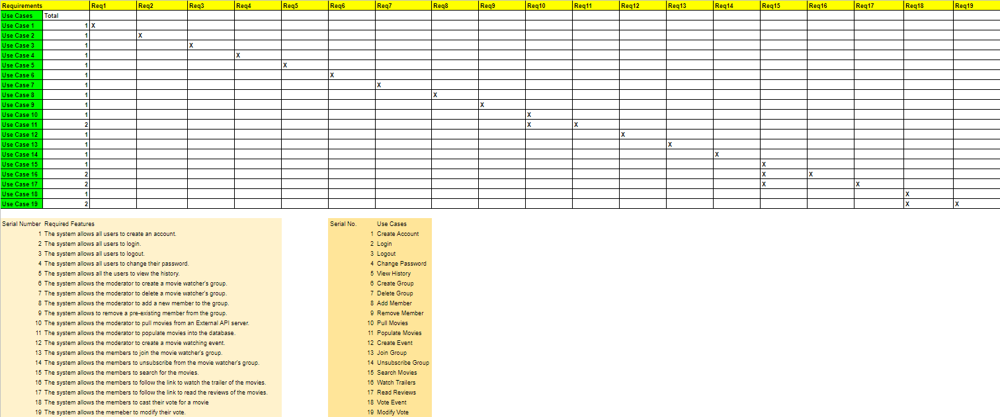 Requirements Req1 Req2 Req3 Req4 Req5 Req6 Req7 Req8 Req9 Req10 Req11 Req12 Req13 Req14 Req15 Req16 Req17 Req18 Req19
Use Cases Total
Use Case 1 1 X
Use Case 2 1 X
Use Case 3 1 X
Use Case 4 1 X
Use Case 5 1 X
Use Case 6 1 X
Use Case 7 1 X
Use Case 8 1 X
Use Case 9 1 X
Use Case 10 1 X
Use Case 11 2 X X
Use Case 12 1 X
Use Case 13 1 X
Use Case 14 1 X
Use Case 15 1 X
Use Case 16 2 X X
Use Case 17 2 X X
Use Case 18 1 X
Use Case 19 2 X X
Serial Number Required Features
1 The system allows all users to create an account.
2 The system allows all users to login.
3 The system allows all users to logout.
4 The system allows all users to change their password.
5 The system allows all the users to view the history.
6 The system allows the moderator to create a movie watcher's group.
7 The system allows the moderator to delete a movie watcher's group.
8 The system allows the moderator to add a new member to the group.
9 The system allows to remove a pre-existing member from the group.
10 The system allows the moderator to pull movies from an External API server.
11 The system allows the moderator to populate movies into the database.
12 The system allows the moderator to create a movie watching event.
13 The system allows the members to join the movie watcher's group.
14 The system allows the members to unsubscribe from the movie watcher's group.
15 The system allows the members to search for the movies.
16 The system allows the members to follow the link to watch the trailer of the movies.
17 The system allows the members to follow the link to read the reviews of the movies.
18 The system allows the members to cast their vote for a movie
19 The system allows the memeber to modify their vote.
Serial No. Use Cases
1 Create Account
2 Login
3 Logout
4 Change Password
5 View History
6 Create Group
7 Delete Group
8 Add Member
9 Remove Member
10 Pull Movies
11 Populate Movies
12 Create Event
13 Join Group
14 Unsubscribe Group
15 Search Movies
16 Watch Trailers
17 Read Reviews
18 Vote Event
19 Modify Vote